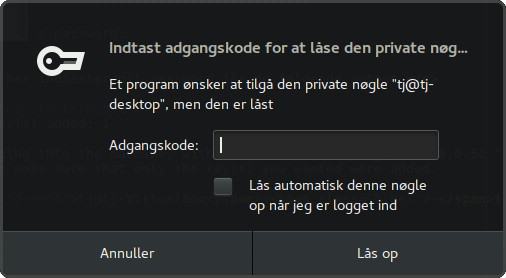 Indtast adgangskode for at låse den private nøg...
Et program ønsker at tilgå den private nøgle "tj@tj-
desktop", men den er låst
Adgangskode:
Lås automatisk denne nøgle
op når jeg er logget ind
Annuller
Lås op